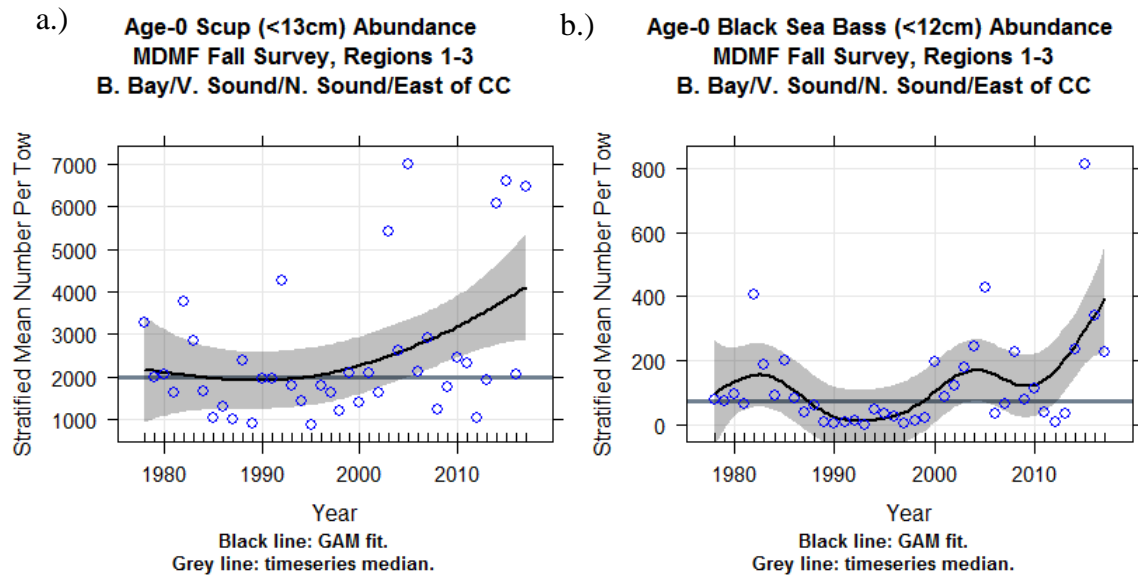 a.)
Age-0 Scup (<13cm) Abundance
MDMF Fall Survey, Regions 1-3
B. Bay/V. Sound/N. Sound/East of CC
Stratified Mean Number Per Tow
7000
6000
5000
4000
3000
2000
1000
1980 1990 2000 2010
Year
Black line: GAM fit.
Grey line: timeseries median.
b.)
Age-0 Black Sea Bass (<12cm) Abundance
MDMF Fall Survey, Regions 1-3
B. Bay/V. Sound/N. Sound/East of CC
Stratified Mean Number Per Tow
800
600
400
200
0
1980 1990 2000 2010
Year
Black line: GAM fit.
Grey line: timeseries median.